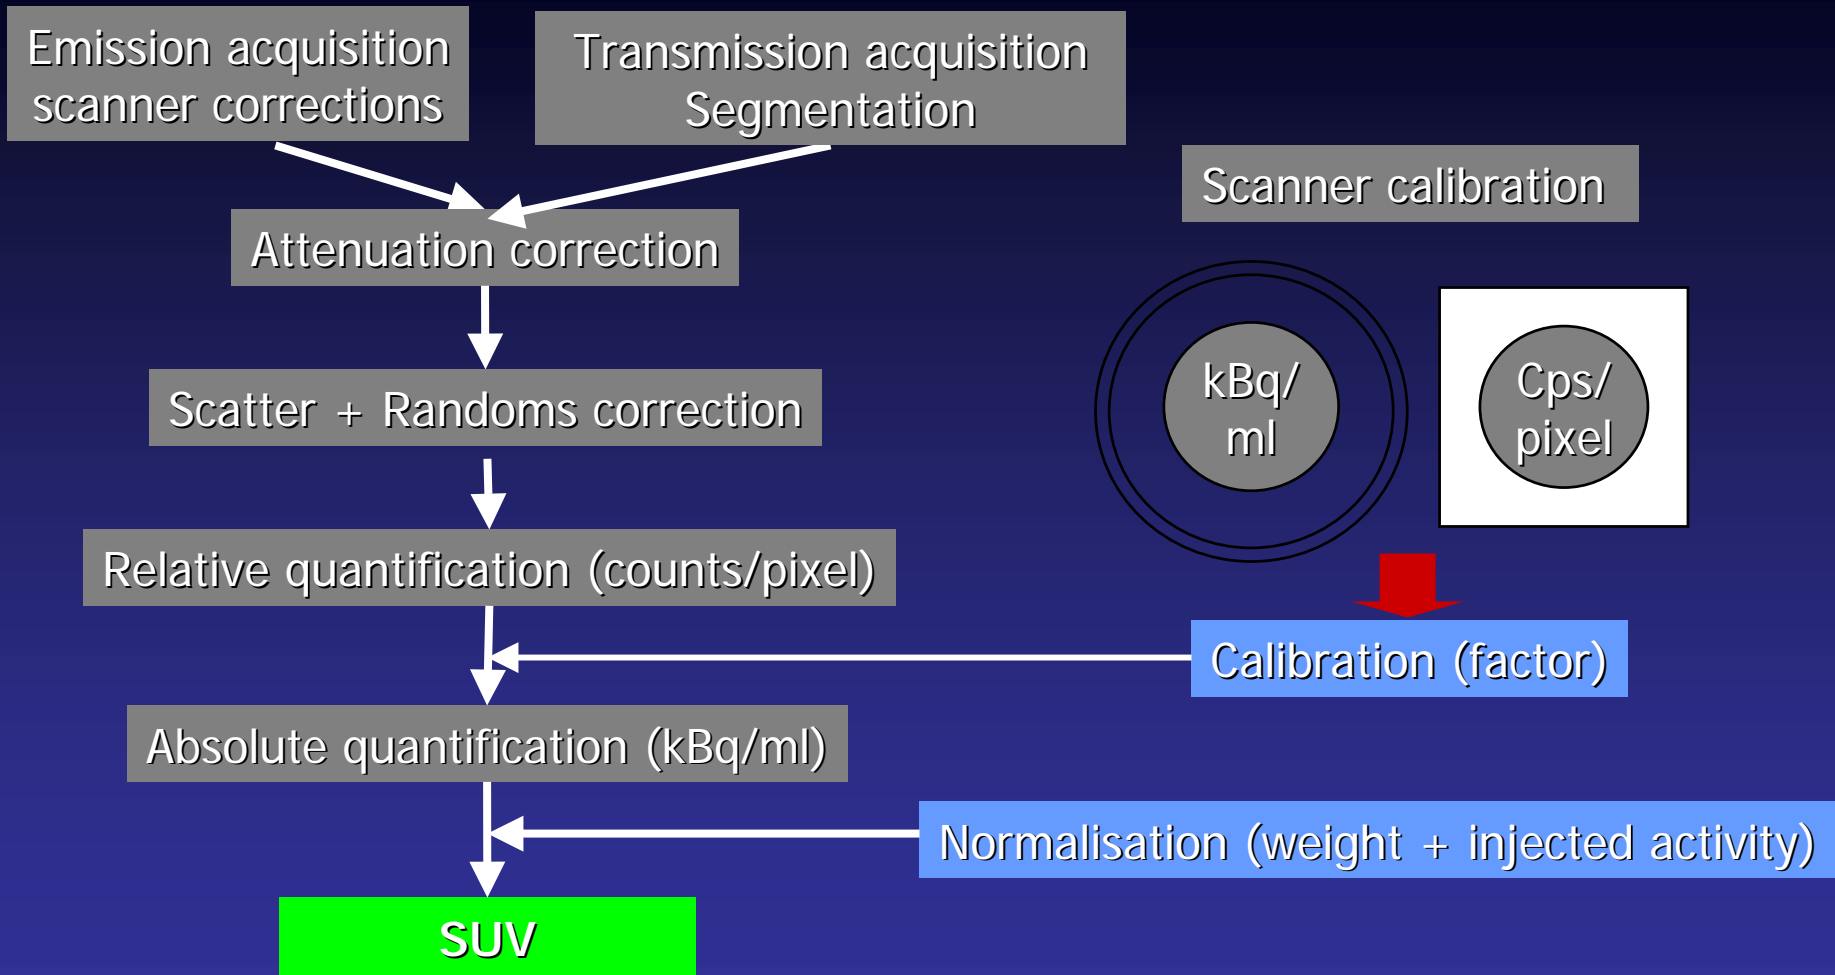 Emission acquisition
scanner corrections
Transmission acquisition
Segmentation
Scanner calibration
Attenuation correction
kBq/
ml
Cps/
pixel
Scatter + Randoms correction
Relative quantification (counts/pixel)
Calibration (factor)
Absolute quantification (kBq/ml)
Normalisation (weight + injected activity)
SUV